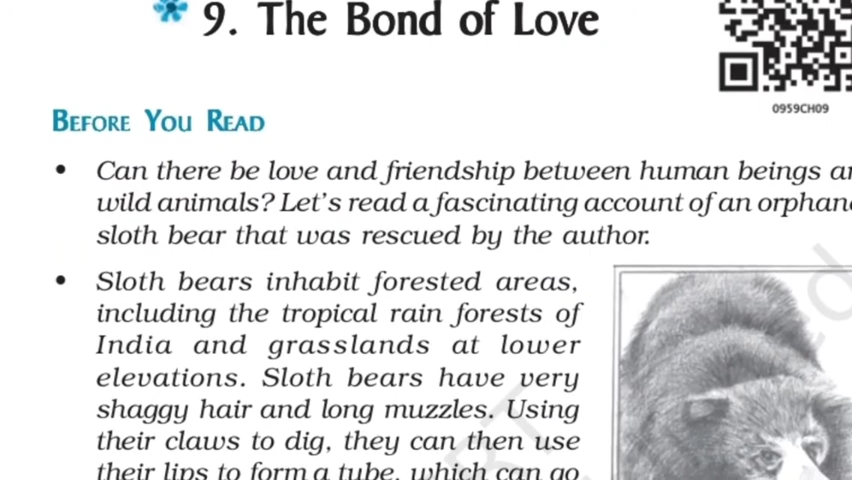 9. The Bond of Love
0959CH09
BEFORE YOU READ
• Can there be love and friendship between human beings
wild animals? Let's read a fascinating account of an
sloth bear that was rescued by the author.
• Sloth bears inhabit forested areas,
including the tropical rain forests of
India and grasslands at lower
elevations. Sloth bears have very
shaggy hair and long muzzles. Using
their claws to dig, they can then use
their lips to form a tube, which can go